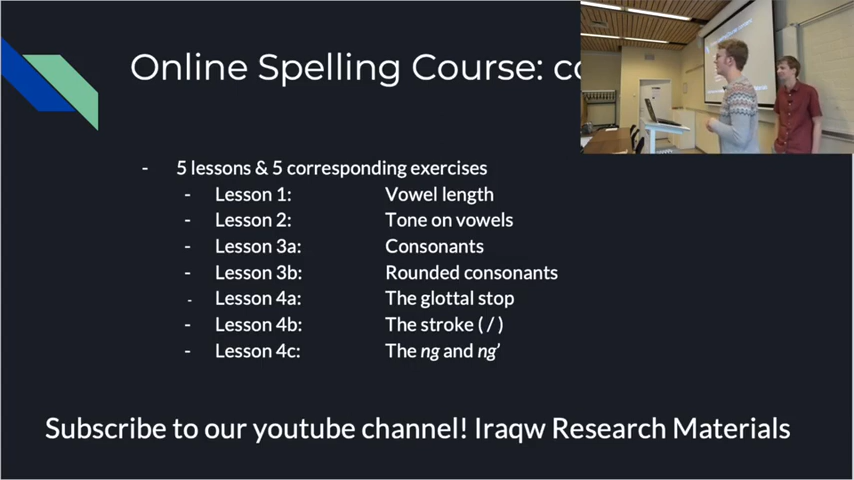 Online Spelling Course:
- 5 lessons & 5 corresponding exercises
- Lesson 1: Vowel length
- Lesson 2: Tone on vowels
- Lesson 3a: Consonants
- Lesson 3b: Rounded consonants
- Lesson 4a: The glottal stop
- Lesson 4b: The stroke ( / )
- Lesson 4c: The ng and ng’
Subscribe to our youtube channel! Iraqw Research Materials